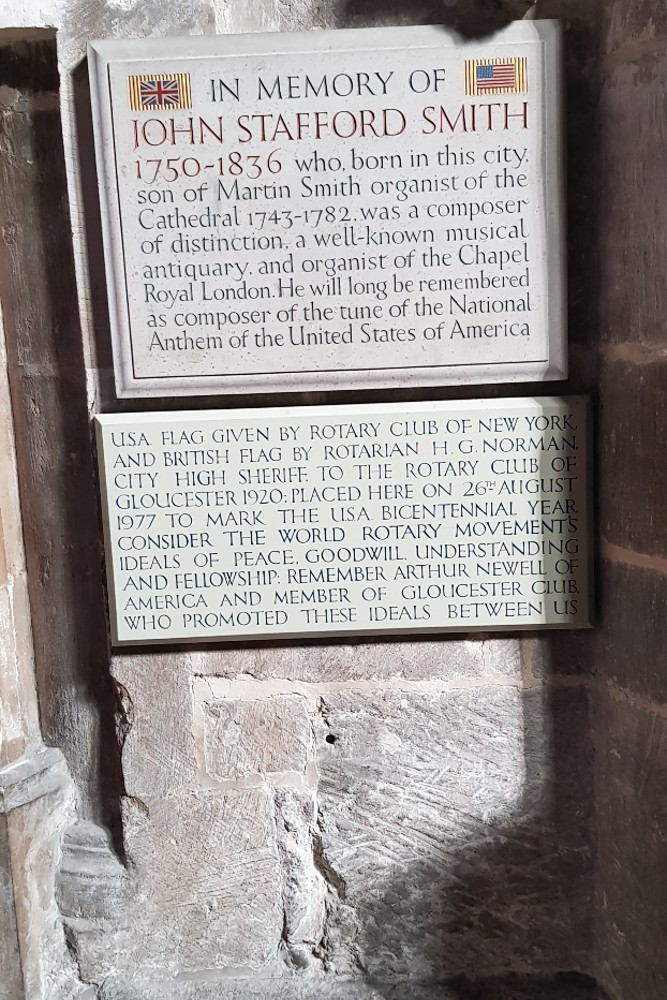 IN MEMORY OF
JOHN STAFFORD SMITH
1750-1836 who, born in this city,
son of Martin Smith organist of the
Cathedral 1743-1782, was a composer
of distinction, a well-known musical
antiquary, and organist of the Chapel
Royal London. He will long be remembered
as composer of the tune of the National
Anthem of the United States of America
U.S.A. FLAG GIVEN BY ROTARY CLUB OF NEW YORK,
AND BRITISH FLAG BY ROTARIAN H. G. NORMAN,
CITY HIGH SHERIFF, TO THE ROTARY CLUB OF
GLOUCESTER 1920: PLACED HERE ON 26TH AUGUST
1977 TO MARK THE USA BICENTENNIAL YEAR
CONSIDER THE WORLD ROTARY MOVEMENT'S
IDEALS OF PEACE, GOODWILL, UNDERSTANDING
AND FELLOWSHIP: REMEMBER ARTHUR NEWELL OF
AMERICA AND MEMBER OF GLOUCESTER CLUB,
WHO PROMOTED THESE IDEALS BETWEEN US